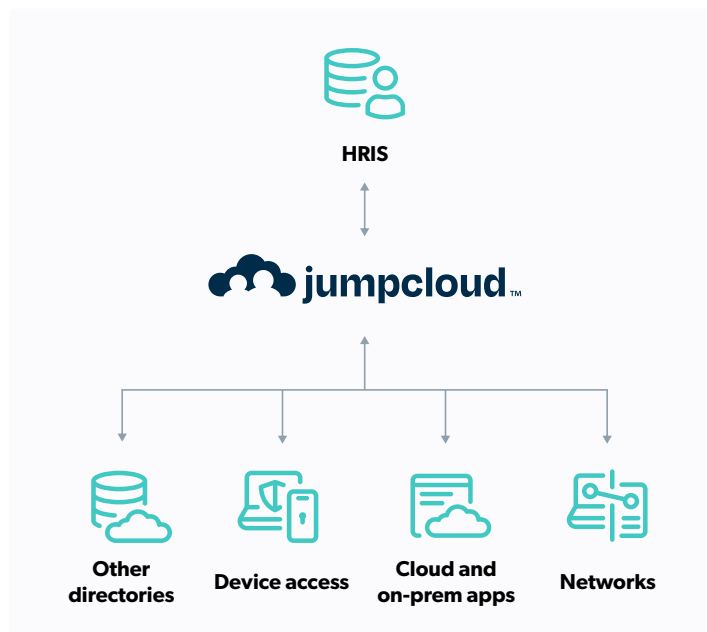 HRIS
jumpcloud™
Other
directories
Device access
Cloud and
on-prem apps
Networks